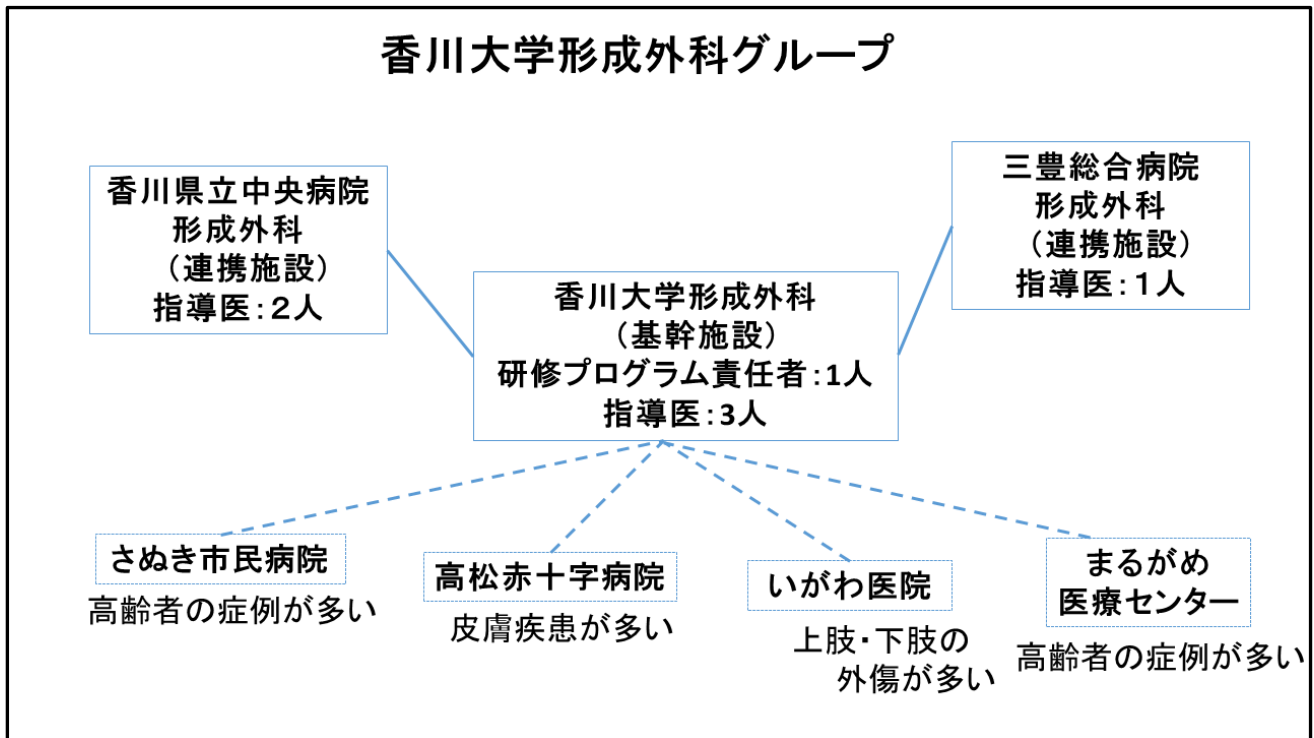 香川大学形成外科グループ
香川県立中央病院
形成外科
（連携施設）
指導医：２人
三豊総合病院
形成外科
（連携施設）
指導医：１人
香川大学形成外科
（基幹施設）
研修プログラム責任者：1人
指導医：3人
さぬき市民病院
高齢者の症例が多い
高松赤十字病院
皮膚疾患が多い
いがわ医院
上肢・下肢の
外傷が多い
まるがめ
医療センター
高齢者の症例が多い